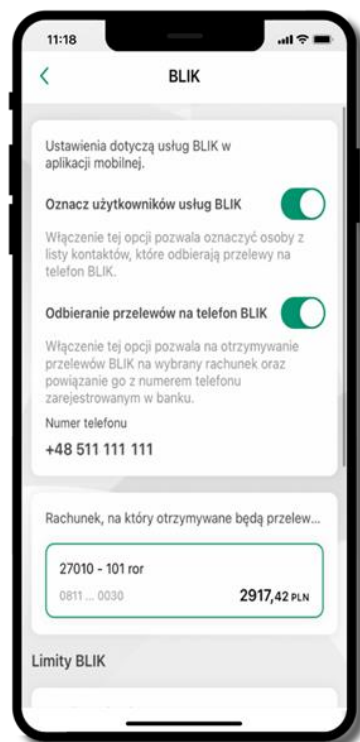 11:18
BLIK
Ustawienia dotyczą usług BLIK w
aplikacji mobilnej.
Oznacz użytkowników usług BLIK
Włączenie tej opcji pozwala oznaczyć osoby z
listy kontaktów, które odbierają przelewy na
telefon BLIK.
Odbieranie przelewów na telefon BLIK
Włączenie tej opcji pozwala na otrzymywanie
przelewów BLIK na wybrany rachunek oraz
powiązanie go z numerem telefonu
zarejestrowanym w banku.
Numer telefonu
+48 511 111 111
Rachunek, na który otrzymywane będą przelew...
27010 - 101 ror
0811 ... 0030 2917,42 PLN
Limity BLIK